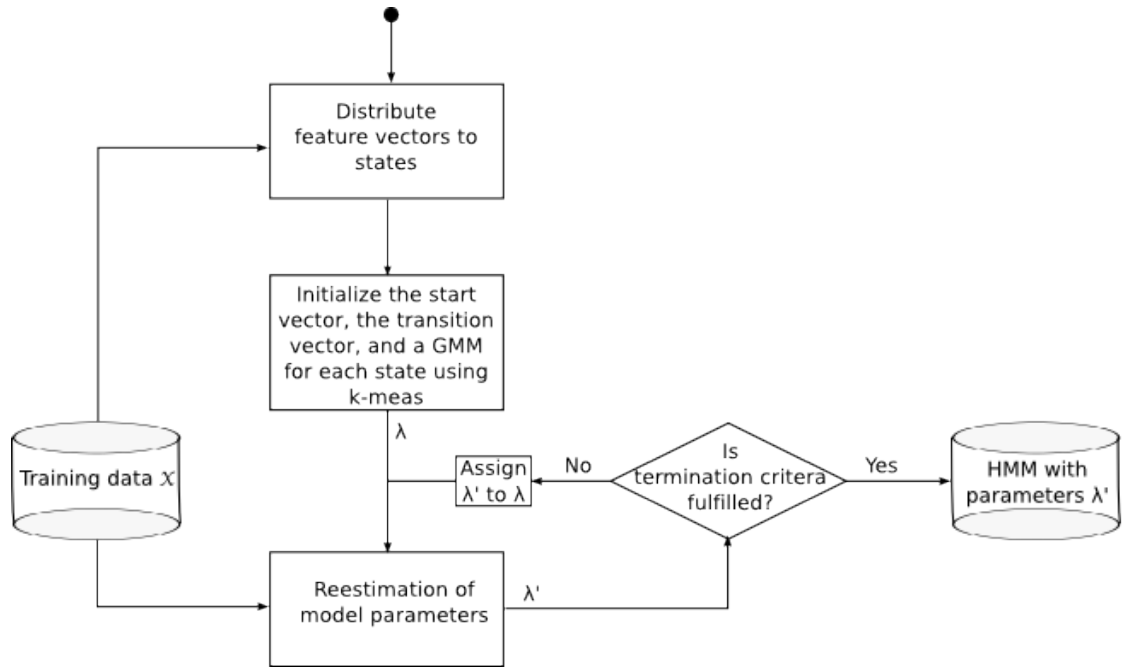 Distribute
feature vectors to
states
Initialize the start
vector, the transition
vector, and a GMM
for each state using
k-meas
λ
Training data X
Assign
λ' to λ
No
Is
termination critera
fulfilled?
Yes
HMM with
parameters λ'
Reestimation of
model parameters
λ'